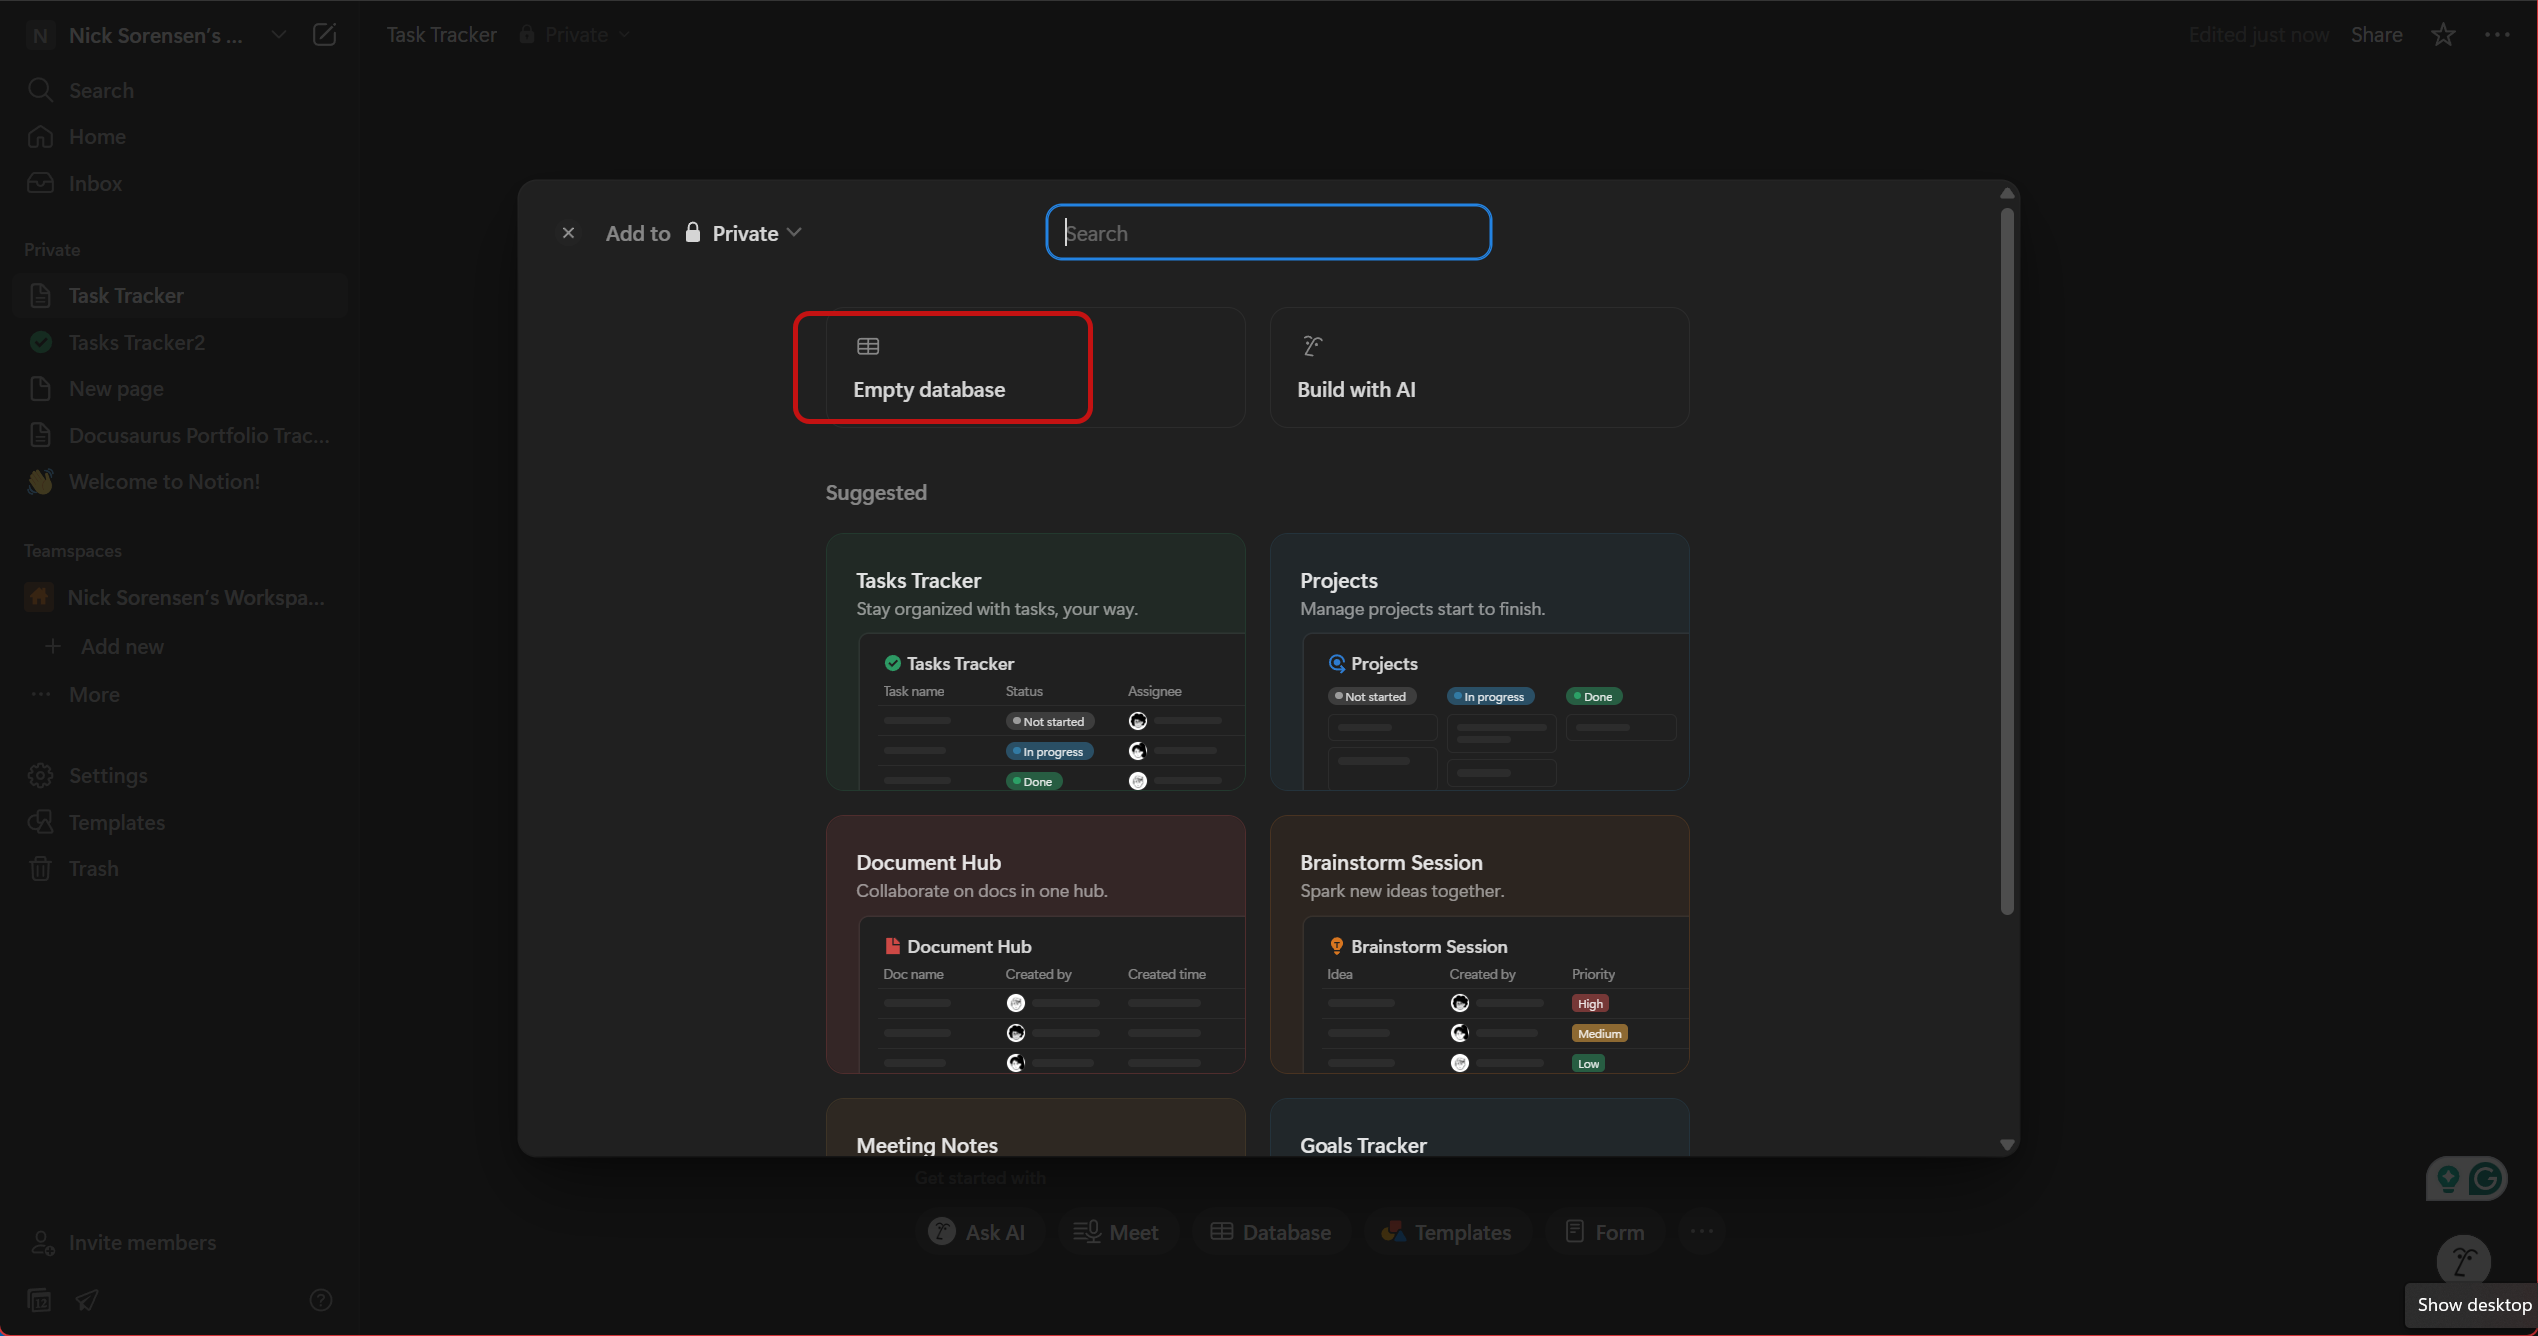 N Nick Sorensen's ...
Task Tracker Private
Edited just now Share
Search
Home
Inbox
Private
Task Tracker
Tasks Tracker2
New page
Docusaurus Portfolio Trac...
Welcome to Notion!
Teamspaces
Nick Sorensen's Workspa...
Add new
More
Settings
Templates
Trash
Invite members
12
Add to Private
Search
Empty database
Build with AI
Suggested
Tasks Tracker
Stay organized with tasks, your way.
Tasks Tracker
Task name Status Assignee
Not started
In progress
Done
Projects
Manage projects start to finish.
Projects
Not started In progress Done
Document Hub
Collaborate on docs in one hub.
Document Hub
Doc name Created by Created time
Brainstorm Session
Spark new ideas together.
Brainstorm Session
Idea Created by Priority
High
Medium
Low
Meeting Notes
Goals Tracker
Get started with
Ask AI Meet Database Templates Form
Show desktop